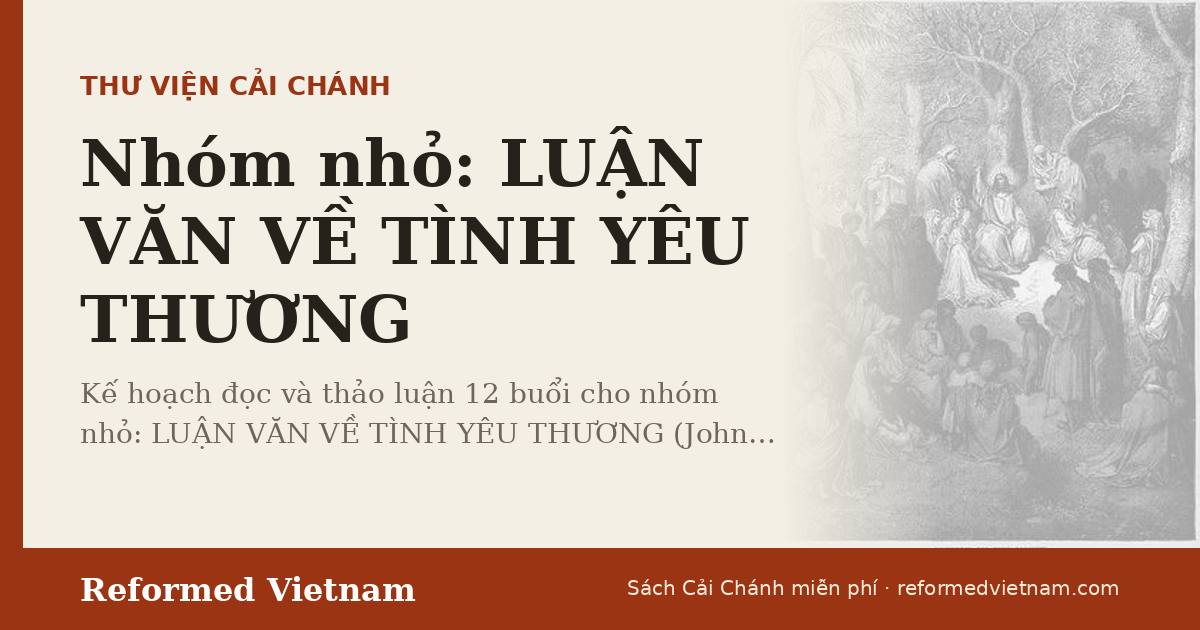 THƯ VIỆN CẢI CHÁNH
Nhóm nhỏ: LUẬN
VĂN VỀ TÌNH YÊU
THƯƠNG
Kế hoạch đọc và thảo luận 12 buổi cho nhóm
nhỏ: LUẬN VĂN VỀ TÌNH YÊU THƯƠNG (John...
Reformed Vietnam
Sách Cải Chánh miễn phí · reformedvietnam.com